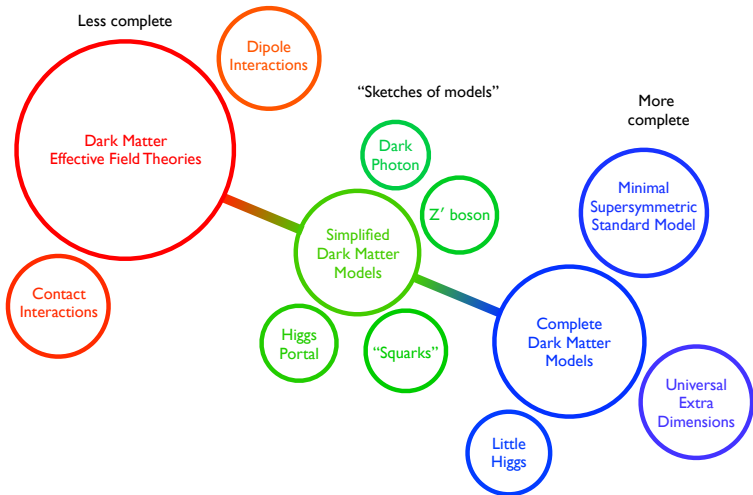 Less complete
Dipole
Interactions
Dark Matter
Effective Field Theories
Contact
Interactions
“Sketches of models”
Dark
Photon
Z′ boson
Simplified
Dark Matter
Models
Higgs
Portal
“Squarks”
More
complete
Minimal
Supersymmetric
Standard Model
Complete
Dark Matter
Models
Universal
Extra
Dimensions
Little
Higgs